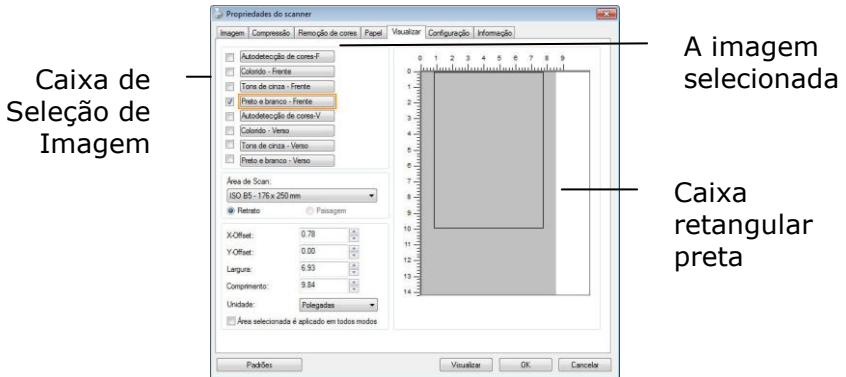 Propriedades do scanner
Imagem Compressão Remoção de cores Papel Visualizar Configuração Informação
Caixa de
Seleção de
Imagem
Autodetecção de cores-F
Colorido - Frente
Tons de cinza - Frente
Preto e branco - Frente
Autodetecção de cores-V
Colorido - Verso
Tons de cinza - Verso
Preto e branco - Verso
Área de Scan:
ISO B5 - 176 x 250 mm
Retrato Paisagem
X-Offset: 0.78
Y-Offset: 0.00
Largura: 6.93
Comprimento: 9.84
Unidade: Polegadas
Área selecionada é aplicado em todos modos
0 1 2 3 4 5 6 7 8 9
0
1
2
3
4
5
6
7
8
9
10
11
12
13
14
A imagem
selecionada
Caixa
retangular
preta
Padrões Visualizar OK Cancelar